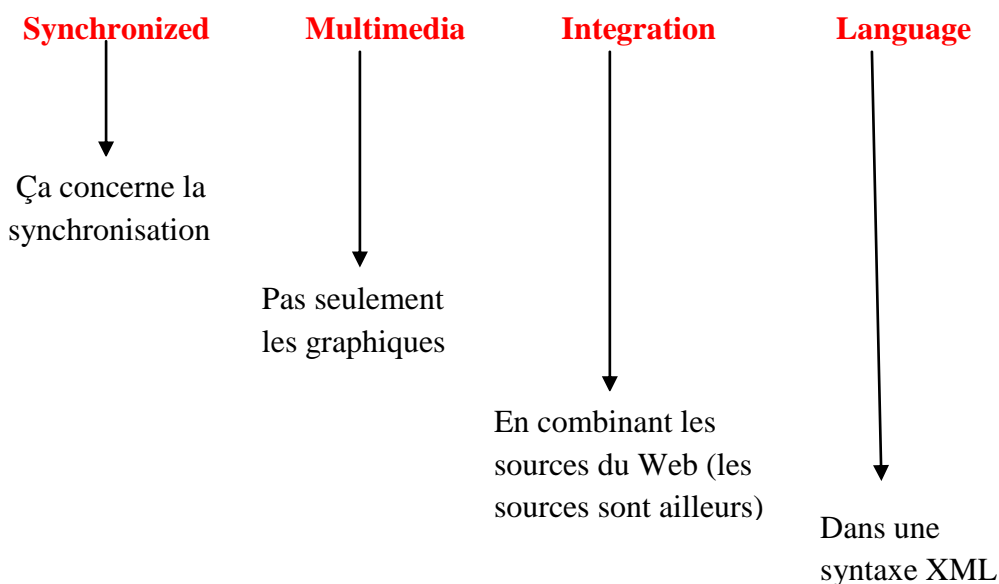 Synchronized Multimedia Integration Language
Ça concerne la
synchronisation
Pas seulement
les graphiques
En combinant les
sources du Web (les
sources sont ailleurs)
Dans une
syntaxe XML